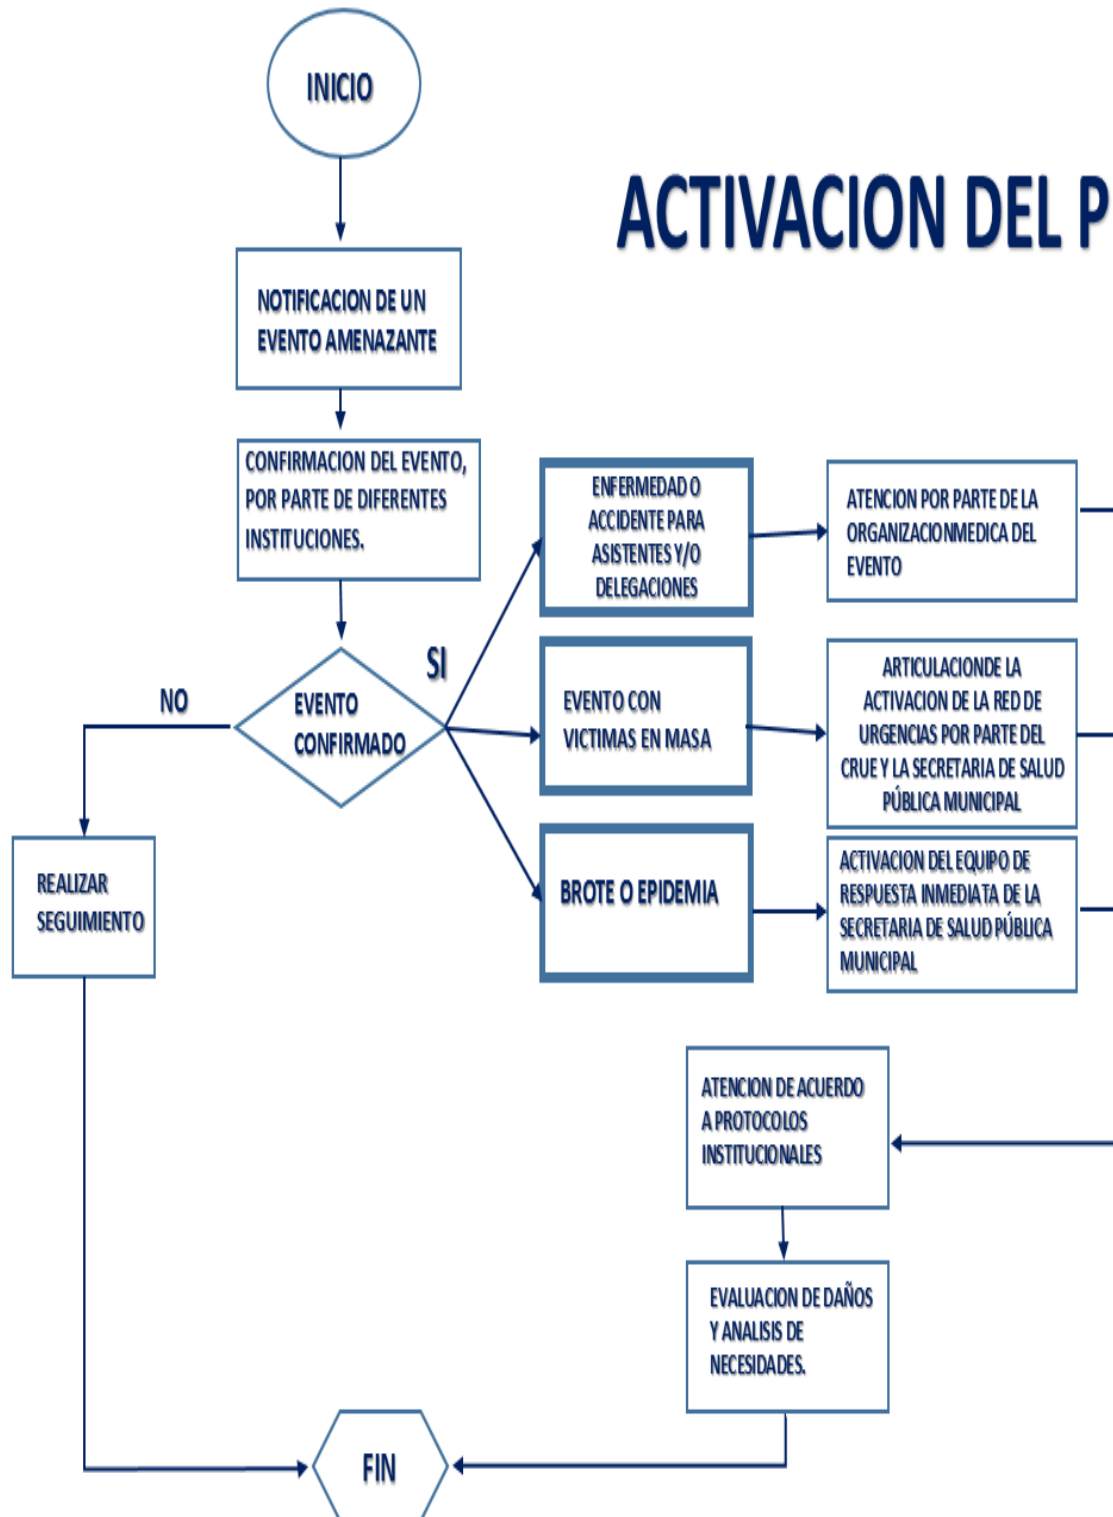 INICIO
ACTIVACION DEL P
NOTIFICACION DE UN
EVENTO AMENAZANTE
CONFIRMACION DEL EVENTO,
POR PARTE DE DIFERENTES
INSTITUCIONES.
EVENTO
CONFIRMADO
NO
SI
REALIZAR
SEGUIMIENTO
ENFERMEDAD O
ACCIDENTE PARA
ASISTENTES Y/O
DELEGACIONES
ATENCION POR PARTE DE LA
ORGANIZACIONMEDICA DEL
EVENTO
EVENTO CON
VICTIMAS EN MASA
ARTICULACIONDE LA
ACTIVACION DE LA RED DE
URGENCIAS POR PARTE DEL
CRUE Y LA SECRETARIA DE SALUD
PÚBLICA MUNICIPAL
BROTE O EPIDEMIA
ACTIVACION DEL EQUIPO DE
RESPUESTA INMEDIATA DE LA
SECRETARIA DE SALUD PÚBLICA
MUNICIPAL
ATENCION DE ACUERDO
A PROTOCOLOS
INSTITUCIONALES
EVALUACION DE DAÑOS
Y ANALISIS DE
NECESIDADES.
FIN